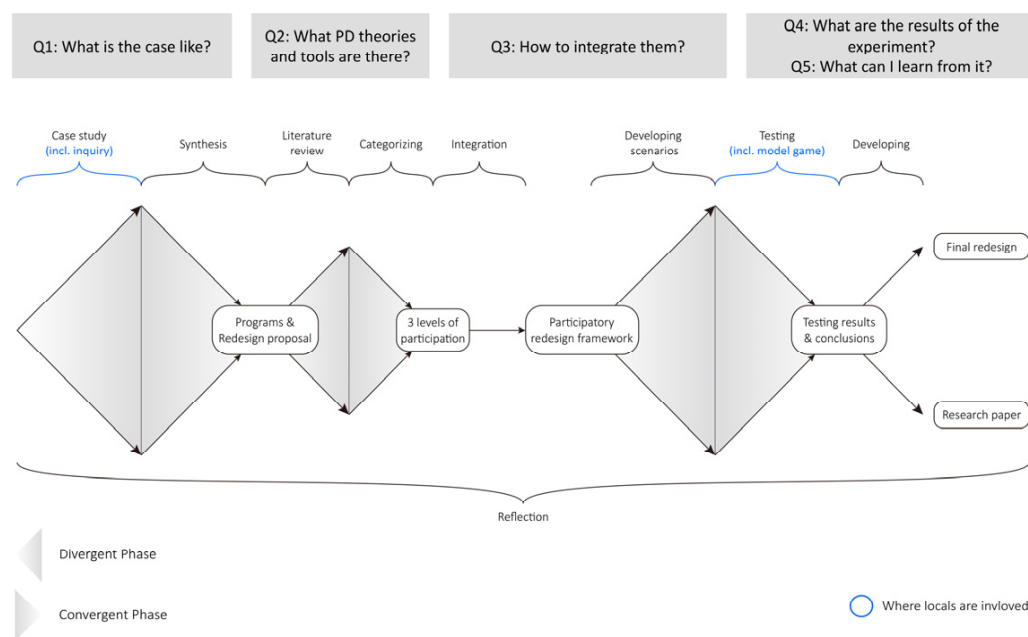 Q1: What is the case like?
Q2: What PD theories
and tools are there?
Q3: How to integrate them?
Q4: What are the results of the
experiment?
Q5: What can I learn from it?
Case study
(incl. inquiry)
Synthesis
Literature
review
Categorizing
Integration
Developing
scenarios
Testing
(incl. model game)
Developing
Programs &
Redesign proposal
3 levels of
participation
Participatory
redesign framework
Testing results
& conclusions
Final redesign
Research paper
Reflection
Divergent Phase
Convergent Phase
Where locals are invloved